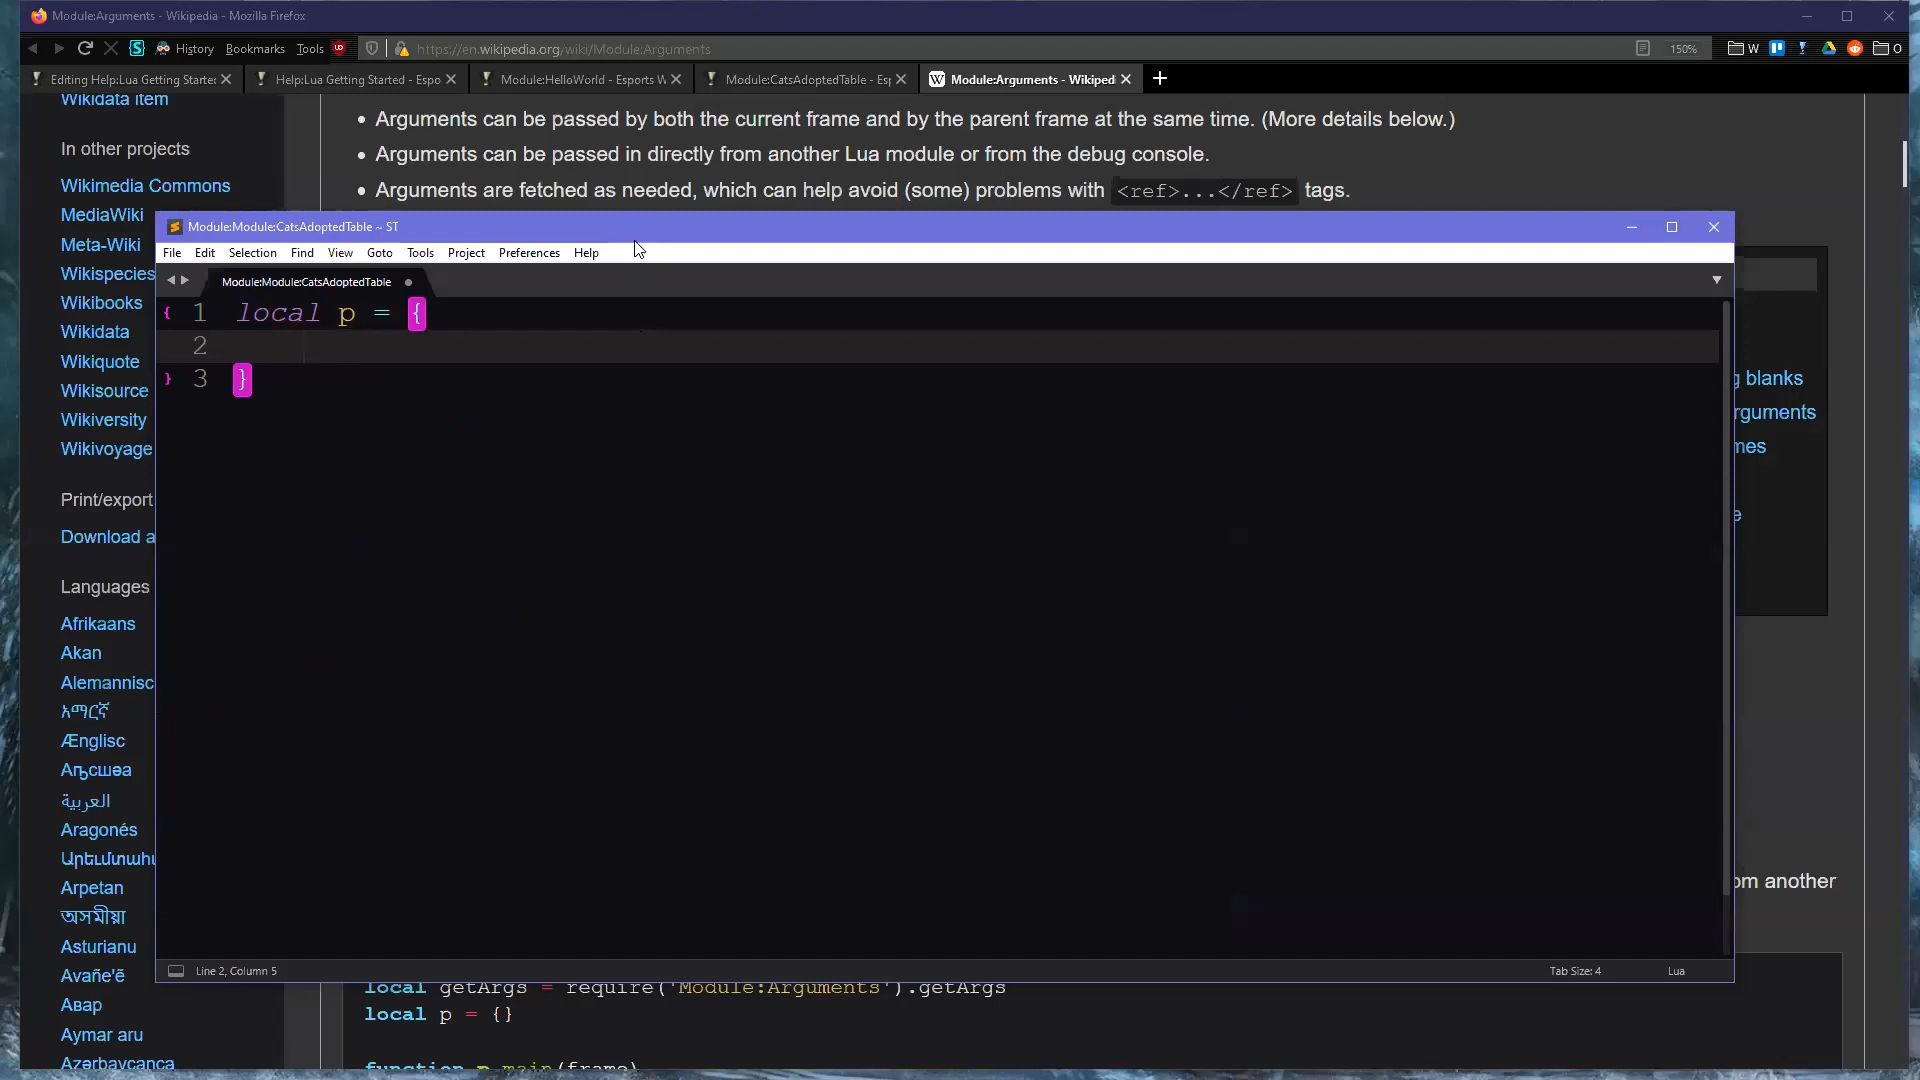 Module:Arguments - Wikipedia - Mozilla Firefox
History Bookmarks Tools https://en.wikipedia.org/wiki/Module:Arguments 150% W O
Editing Help:Lua Getting Starte Help:Lua Getting Started - Espo Module:HelloWorld - Esports W Module:CatsAdoptedTable - Esp Module:Arguments - Wikiped
Wikidata item
In other projects
Wikimedia Commons
MediaWiki
Meta-Wiki
Wikispecies
Wikibooks
Wikidata
Wikiquote
Wikisource
Wikiversity
Wikivoyage
Print/export
Download a
Languages
Afrikaans
Akan
Alemannisc
አማርኛ
Ænglisc
Аҧсшәа
العربية
Aragonés
Արեւմտահ
Arpetan
অসমীয়া
Asturianu
Avañe'ẽ
Авар
Aymar aru
Azərbaycanca
• Arguments can be passed by both the current frame and by the parent frame at the same time. (More details below.)
• Arguments can be passed in directly from another Lua module or from the debug console.
• Arguments are fetched as needed, which can help avoid (some) problems with <ref>...</ref> tags.
Module:Module:CatsAdoptedTable ~ ST
File Edit Selection Find View Goto Tools Project Preferences Help
Module:Module:CatsAdoptedTable
{ 1 local p = {
2
} 3 }
Line 2, Column 5 Tab Size: 4 Lua
g blanks
rguments
mes
e
om another
local getArgs = require('Module:Arguments').getArgs
local p = {}
function p.main(frame)